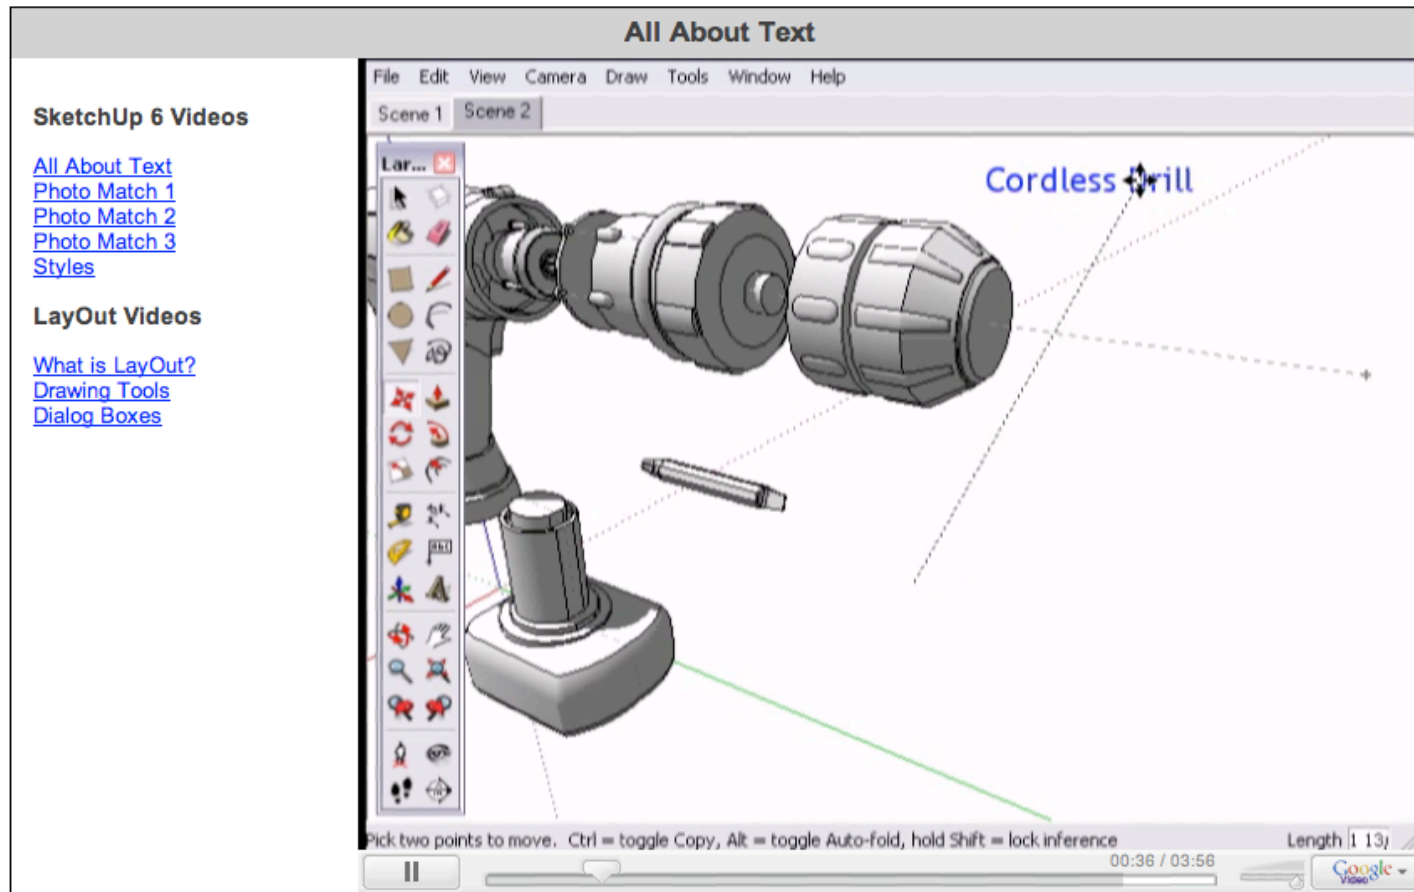 All About Text
SketchUp 6 Videos
All About Text
Photo Match 1
Photo Match 2
Photo Match 3
Styles
LayOut Videos
What is LayOut?
Drawing Tools
Dialog Boxes
File Edit View Camera Draw Tools Window Help
Scene 1 Scene 2
Lar...
Cordless Drill
Pick two points to move. Ctrl = toggle Copy, Alt = toggle Auto-fold, hold Shift = lock inference
Length
00:36 / 03:56
Google
Video